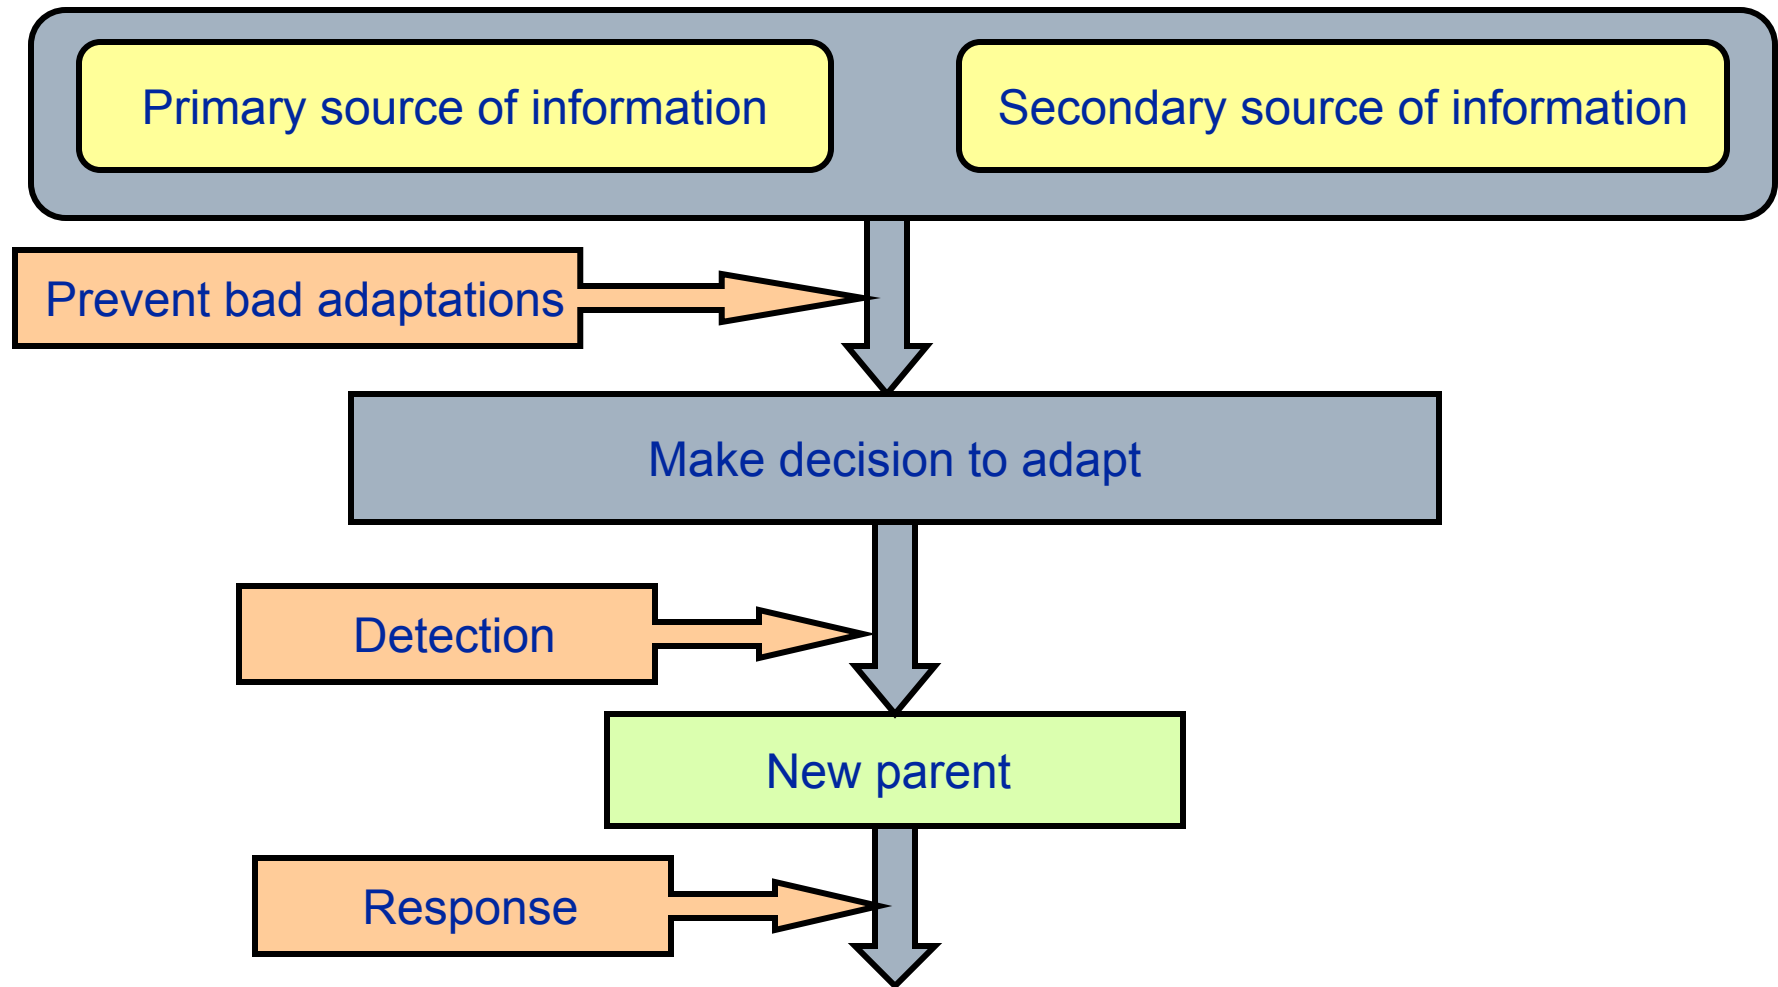 Primary source of information
Secondary source of information
Prevent bad adaptations
Make decision to adapt
Detection
New parent
Response